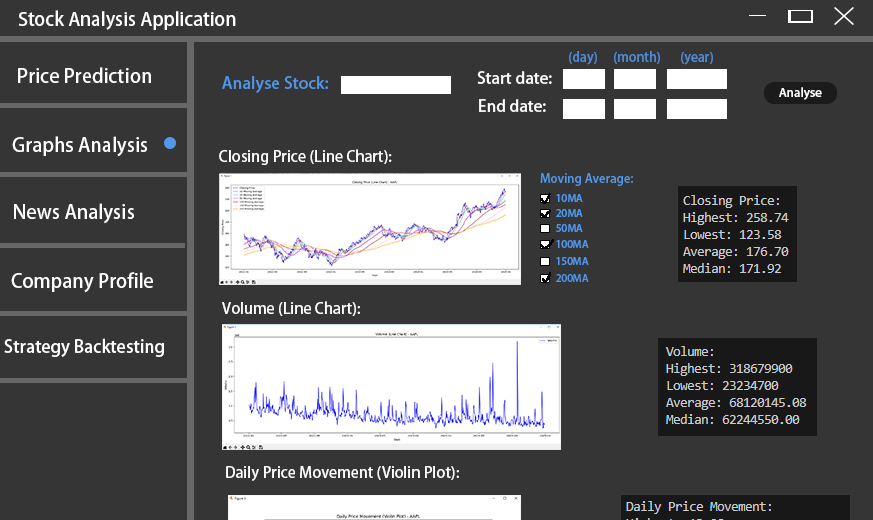 Stock Analysis Application
Price Prediction
Graphs Analysis
News Analysis
Company Profile
Strategy Backtesting
(day) (month) (year)
Analyse Stock:
Start date:
End date:
Analyse
Closing Price (Line Chart):
Closing Price (Line Chart) - AAPL
Moving Average:
10MA
20MA
50MA
100MA
150MA
200MA
Closing Price:
Highest: 258.74
Lowest: 123.58
Average: 176.70
Median: 171.92
Volume (Line Chart):
Volume (Line Chart) - AAPL
Volume:
Highest: 318679900
Lowest: 23234700
Average: 68120145.08
Median: 62244550.00
Daily Price Movement (Violin Plot):
Daily Price Movement (Violin Plot) - AAPL
Daily Price Movement: